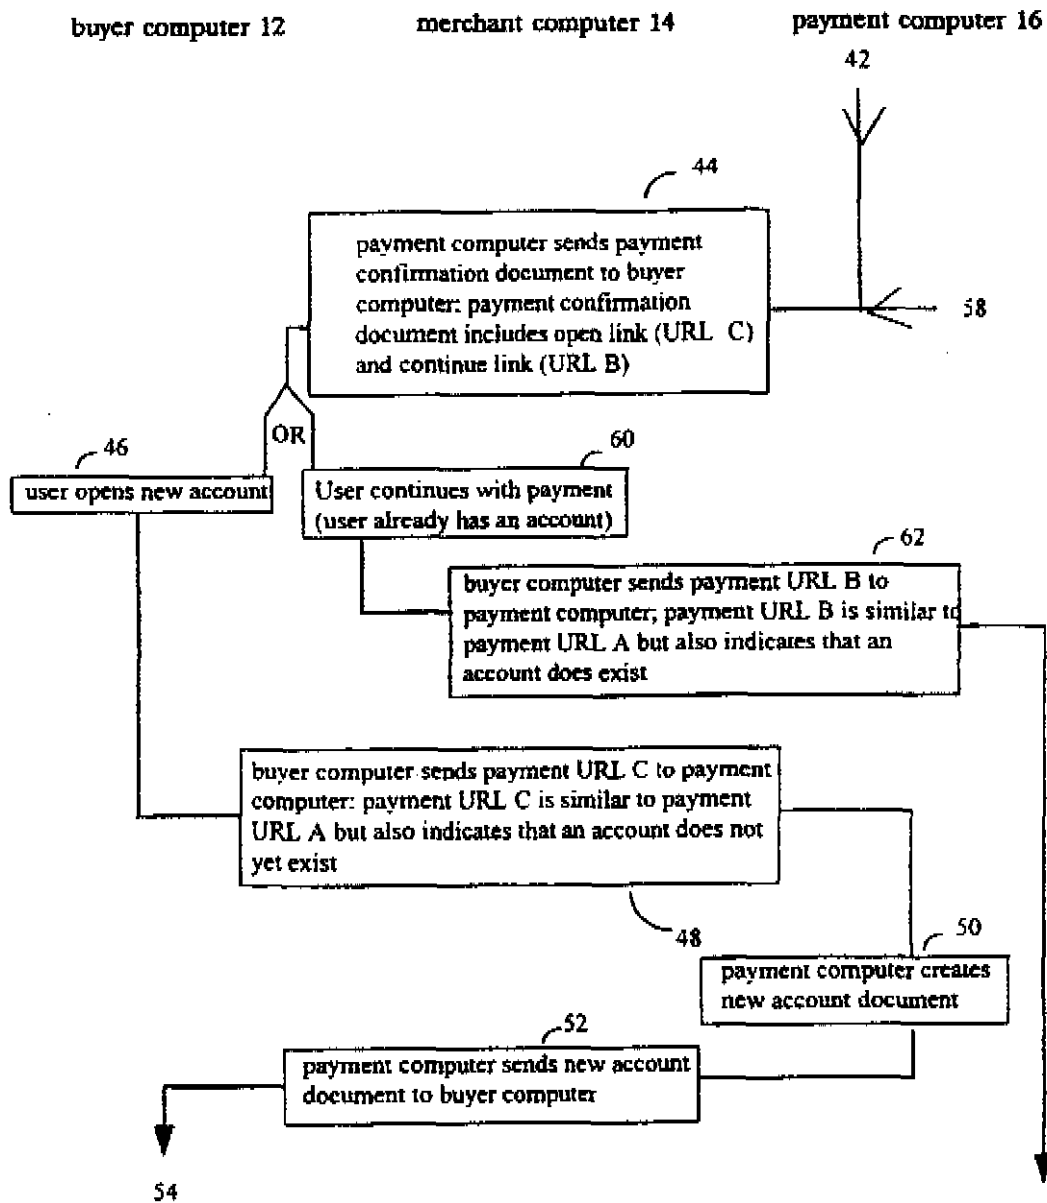 buyer computer 12
merchant computer 14
payment computer 16
42
44
payment computer sends payment
confirmation document to buyer
computer: payment confirmation
document includes open link (URL C)
and continue link (URL B)
58
OR
46
user opens new account
60
User continues with payment
(user already has an account)
62
buyer computer sends payment URL B to
payment computer; payment URL B is similar to
payment URL A but also indicates that an
account does exist
buyer computer sends payment URL C to payment
computer: payment URL C is similar to payment
URL A but also indicates that an account does not
yet exist
48
50
payment computer creates
new account document
52
payment computer sends new account
document to buyer computer
54